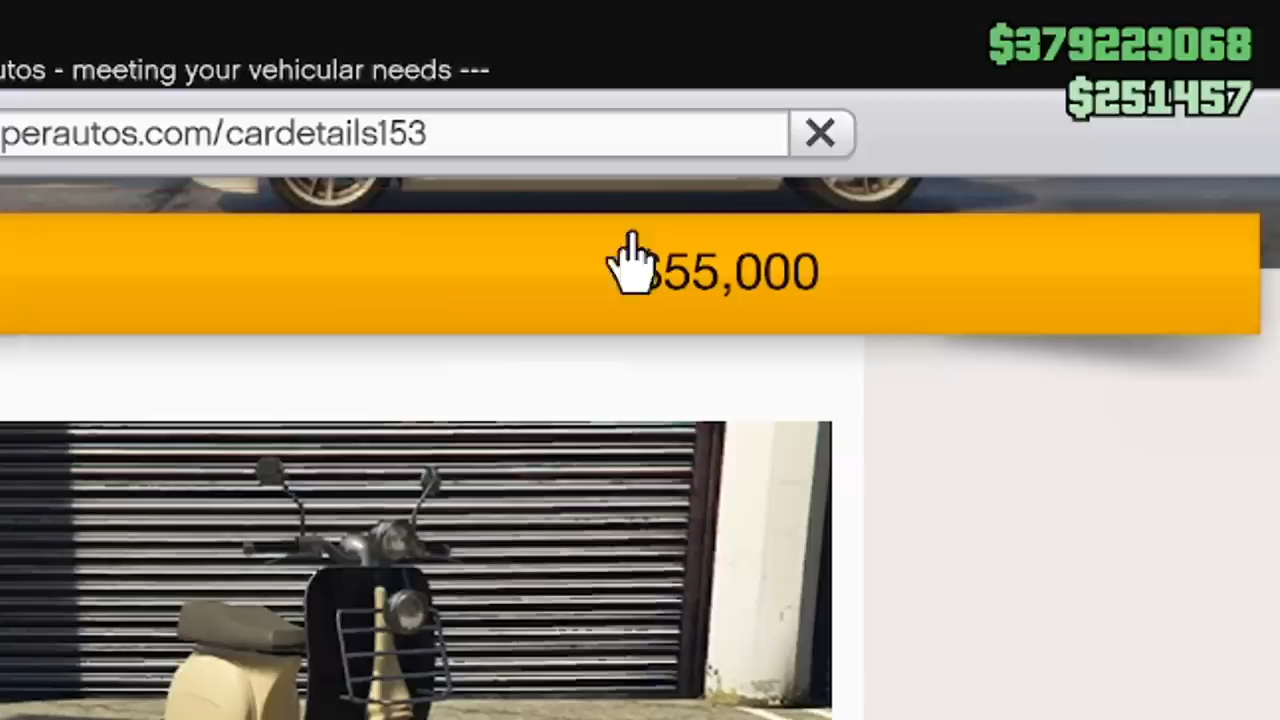 $379229068
utos - meeting your vehicular needs ---
$251457
perautos.com/cardetails153
$55,000